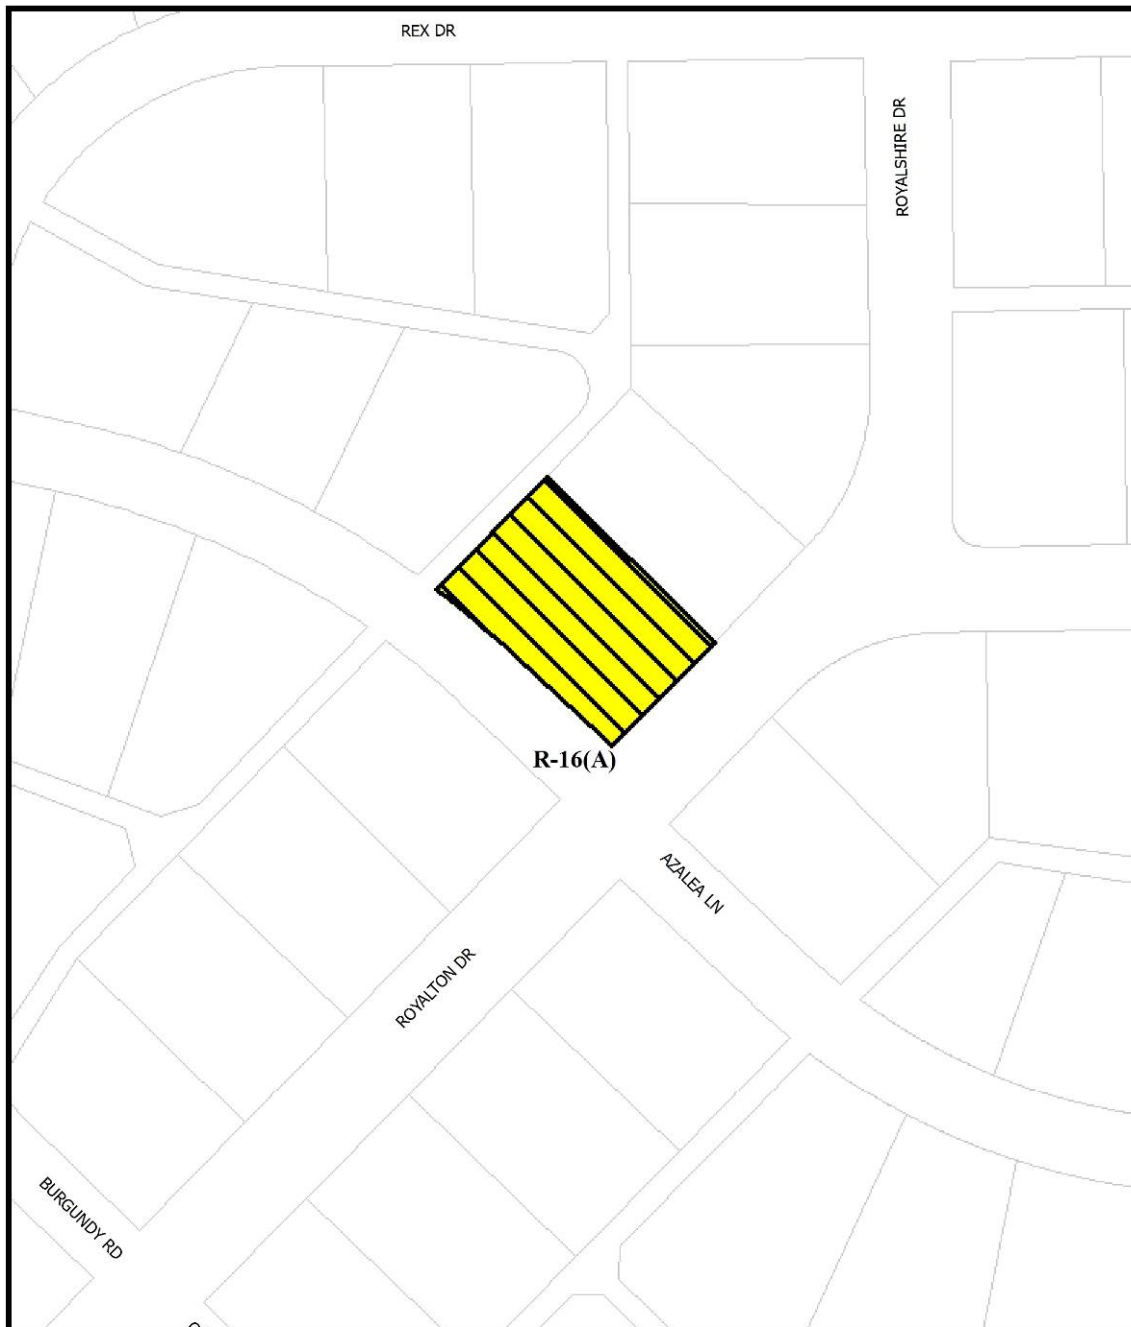 REX DR
ROYALSHIRE DR
R-16(A)
AZALEA LN
ROYALTON DR
BURGUNDY RD